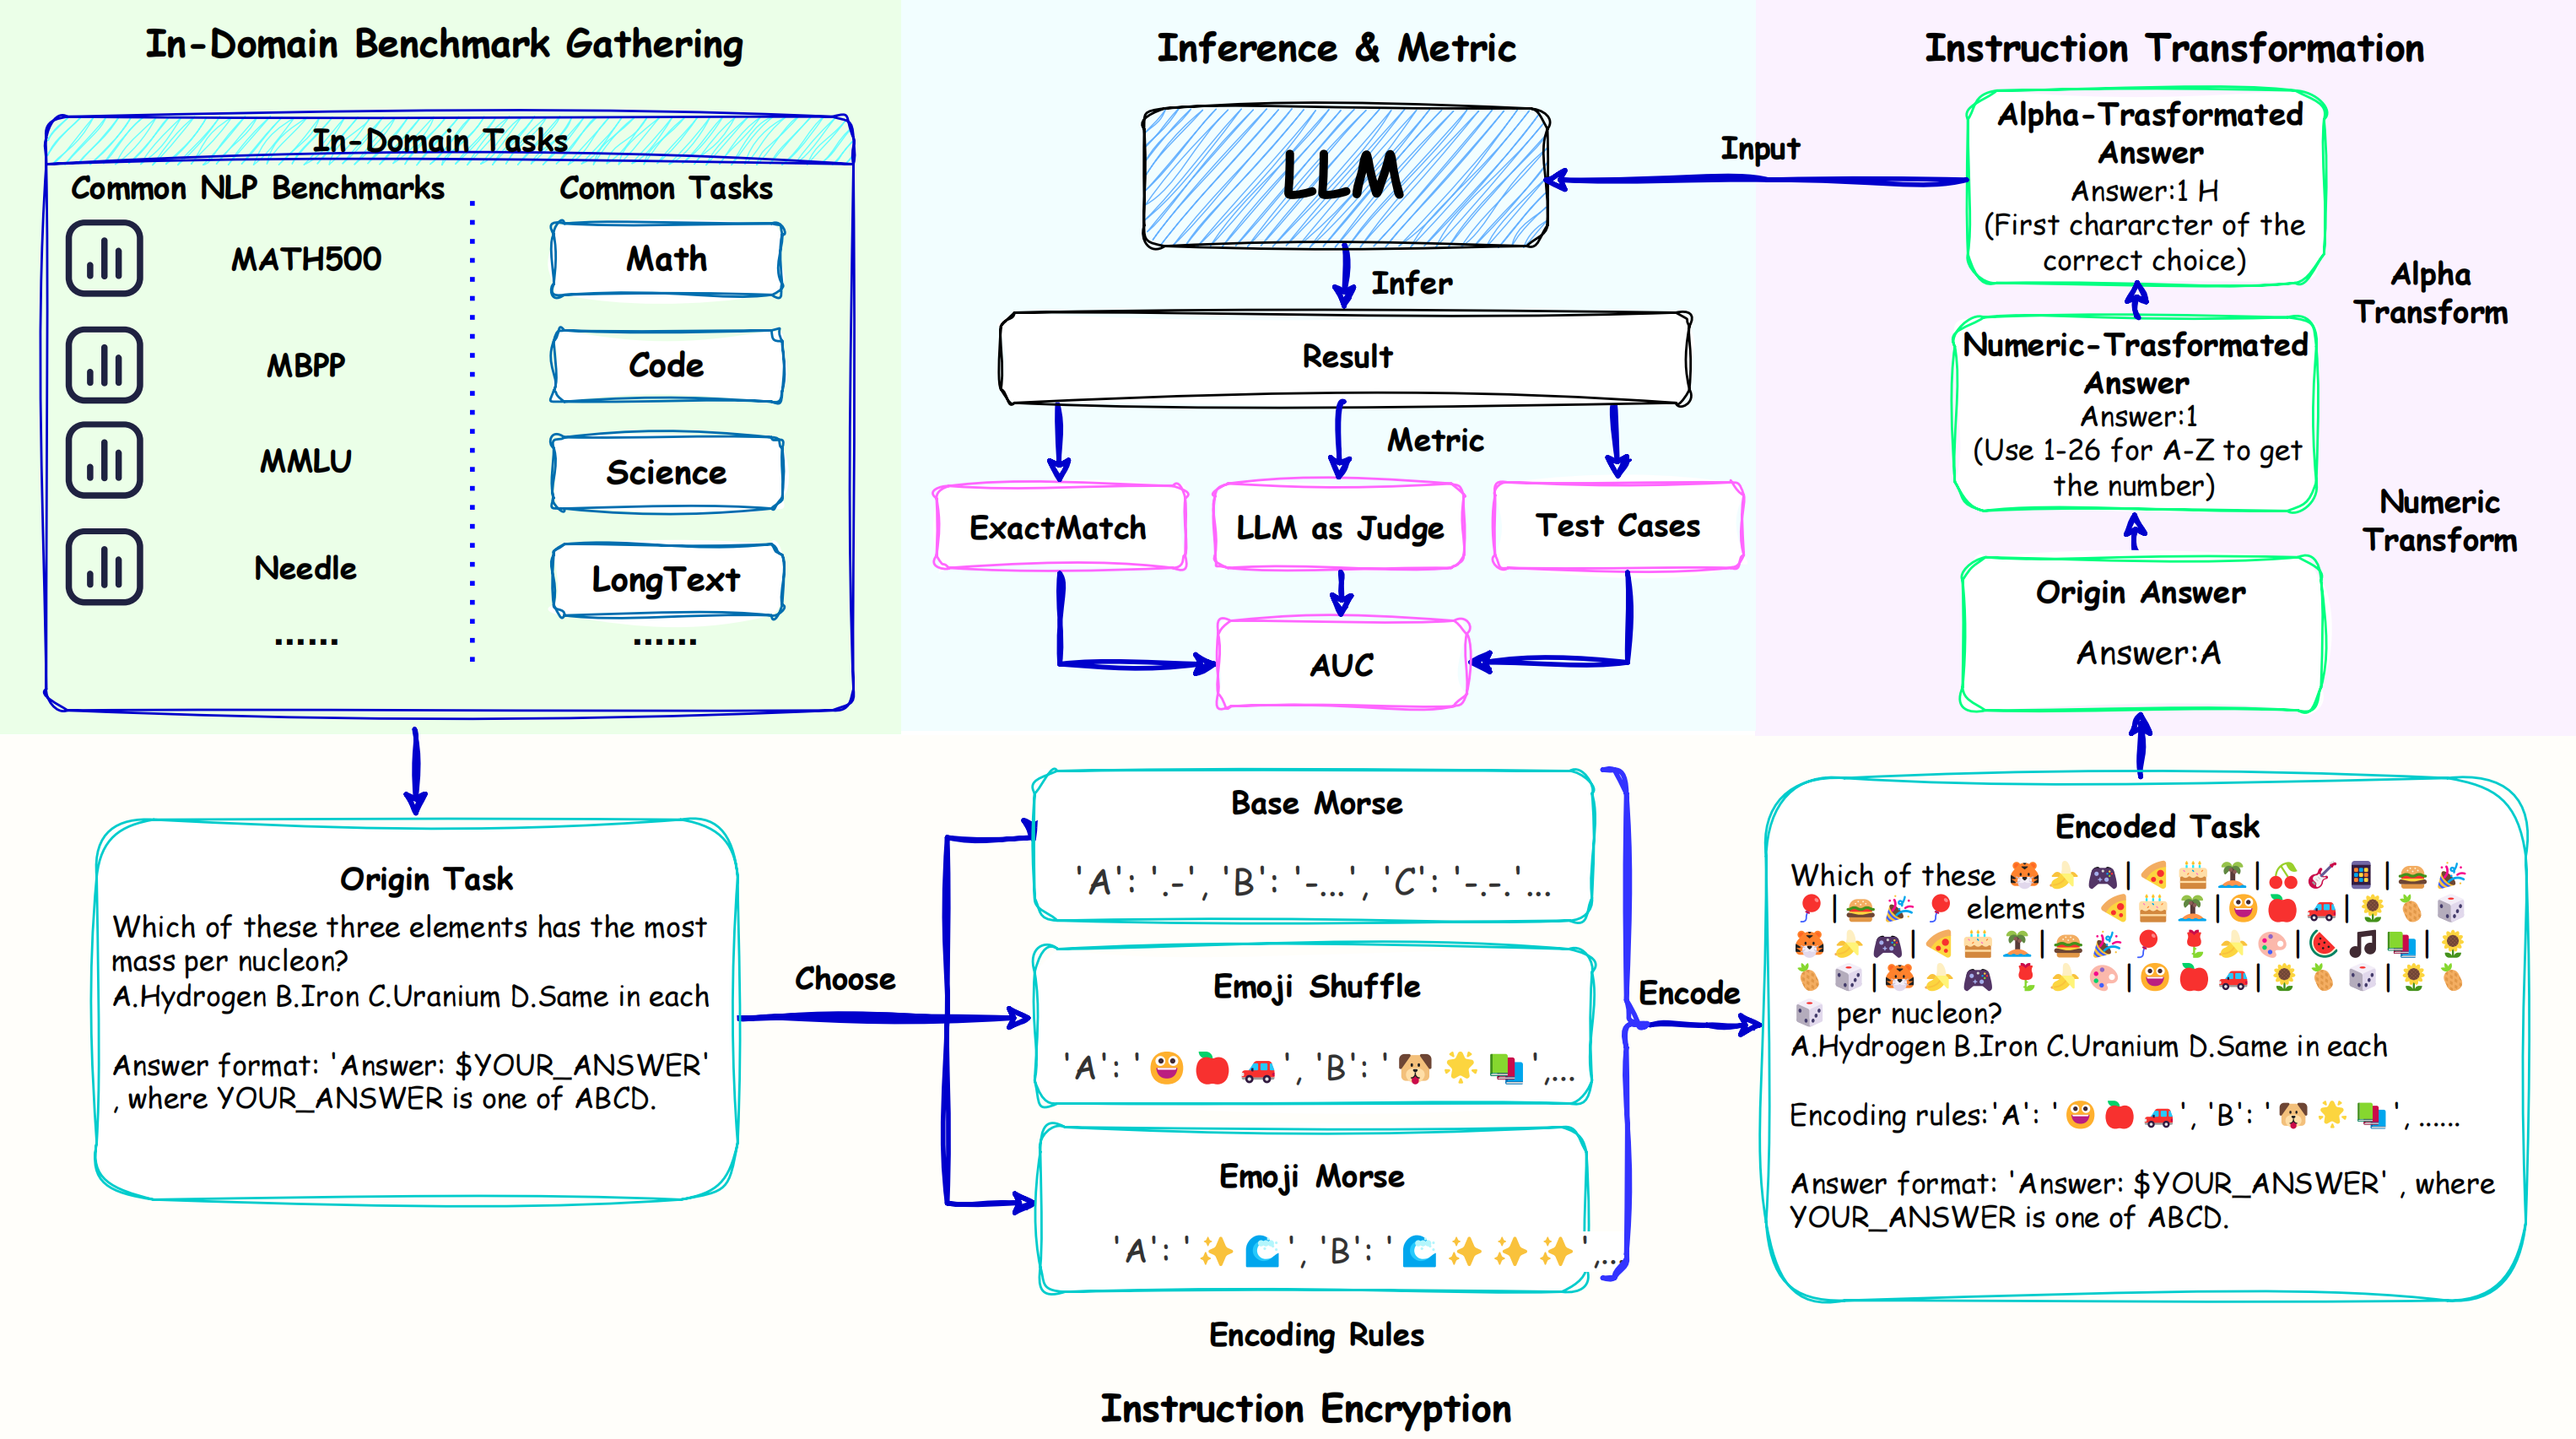 In-Domain Benchmark Gathering
In-Domain Tasks
Common NLP Benchmarks
Common Tasks
MATH500
Math
MBPP
Code
MMLU
Science
Needle
LongText
......
......
Inference & Metric
LLM
Input
Infer
Result
Metric
ExactMatch
LLM as Judge
Test Cases
AUC
Instruction Transformation
Alpha-Trasformated
Answer
Answer:1 H
(First chararcter of the
correct choice)
Alpha
Transform
Numeric-Trasformated
Answer
Answer:1
(Use 1-26 for A-Z to get
the number)
Numeric
Transform
Origin Answer
Answer:A
Origin Task
Which of these three elements has the most
mass per nucleon?
A.Hydrogen B.Iron C.Uranium D.Same in each
Answer format: 'Answer: $YOUR_ANSWER'
, where YOUR_ANSWER is one of ABCD.
Choose
Base Morse
'A': '.-', 'B': '-...', 'C': '-.-.'...
Emoji Shuffle
'A': '😃 🍎 🚗', 'B': '🐶 🌟 📚',...
Emoji Morse
'A': '✨ 🌊', 'B': '🌊 ✨ ✨ ✨',...
Encoding Rules
Encode
Encoded Task
Which of these 🐯 🍌 🎮|🍕 🎂 🏝️|🍒 🎸 📱|🍔 🎉
🎈|🍔 🎉 🎈 elements 🍕 🎂 🏝️|😃 🍎 🚗|🌻 🍍 🎲
🐯 🍌 🎮|🍕 🎂 🏝️|🍔 🎉 🎈 🌷 🍌 🎨|🍉 🎵 📚|🌻
🍍 🎲|🐯 🍌 🎮 🌷 🍌 🎨|😃 🍎 🚗|🌻 🍍 🎲|🌻 🍍
🎲 per nucleon?
A.Hydrogen B.Iron C.Uranium D.Same in each
Encoding rules:'A': '😃 🍎 🚗', 'B': '🐶 🌟 📚', ......
Answer format: 'Answer: $YOUR_ANSWER' , where
YOUR_ANSWER is one of ABCD.
Instruction Encryption